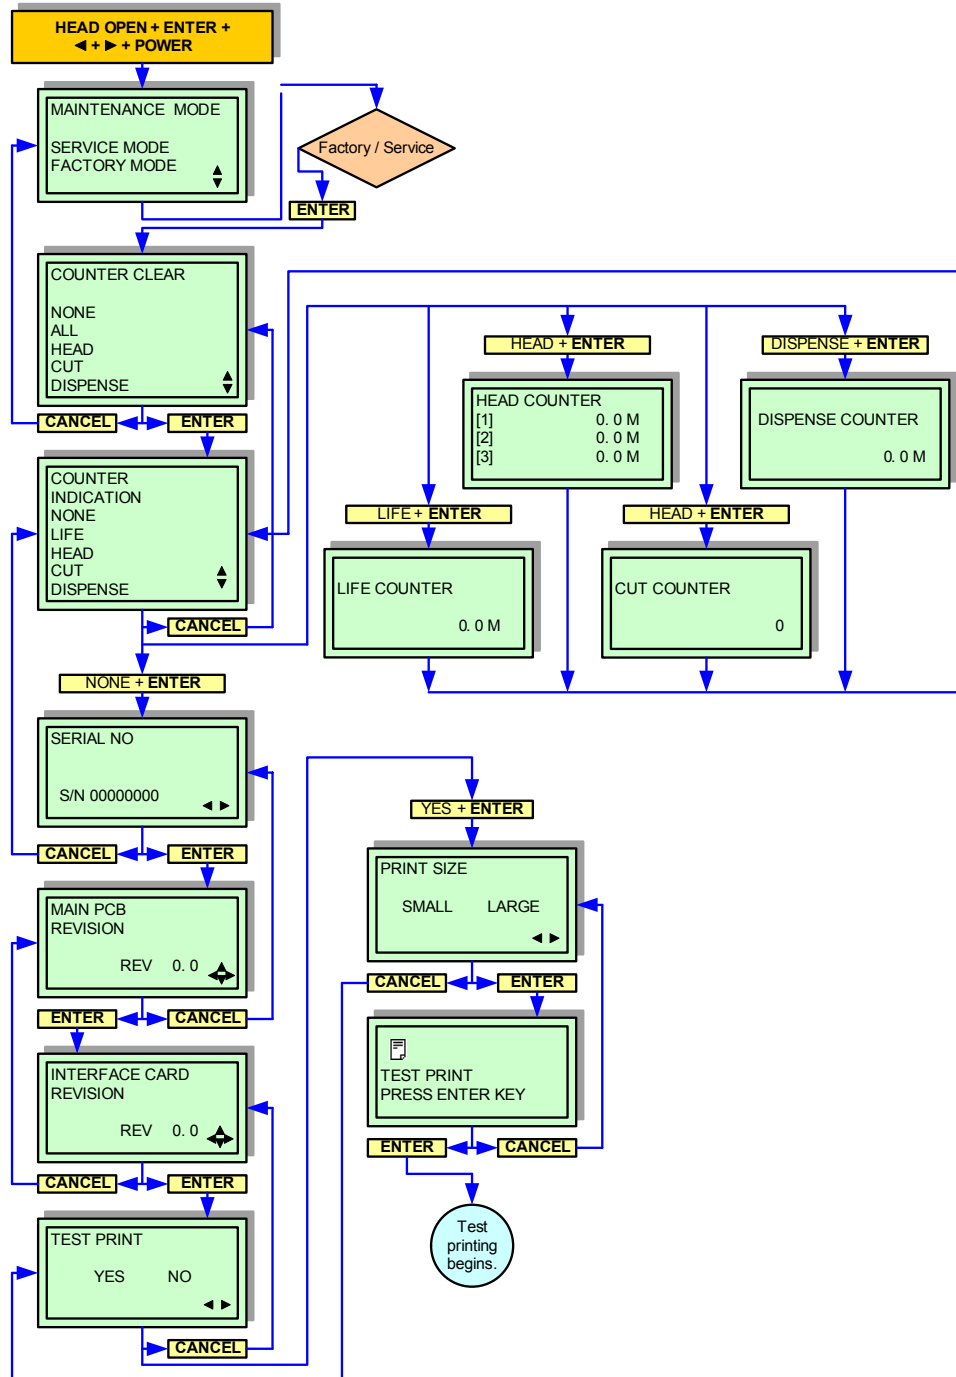 HEAD OPEN + ENTER +
◄ + ► + POWER
MAINTENANCE MODE
SERVICE MODE
FACTORY MODE
Factory / Service
ENTER
COUNTER CLEAR
NONE
ALL
HEAD
CUT
DISPENSE
CANCEL
ENTER
HEAD + ENTER
DISPENSE + ENTER
HEAD COUNTER
[1] 0. 0 M
[2] 0. 0 M
[3] 0. 0 M
DISPENSE COUNTER
0. 0 M
COUNTER
INDICATION
NONE
LIFE
HEAD
CUT
DISPENSE
CANCEL
LIFE + ENTER
HEAD + ENTER
LIFE COUNTER
0. 0 M
CUT COUNTER
0
NONE + ENTER
SERIAL NO
S/N 00000000
CANCEL
ENTER
MAIN PCB
REVISION
REV 0. 0
ENTER
CANCEL
INTERFACE CARD
REVISION
REV 0. 0
CANCEL
ENTER
TEST PRINT
YES NO
CANCEL
YES + ENTER
PRINT SIZE
SMALL LARGE
CANCEL
ENTER
TEST PRINT
PRESS ENTER KEY
ENTER
CANCEL
Test
printing
begins.